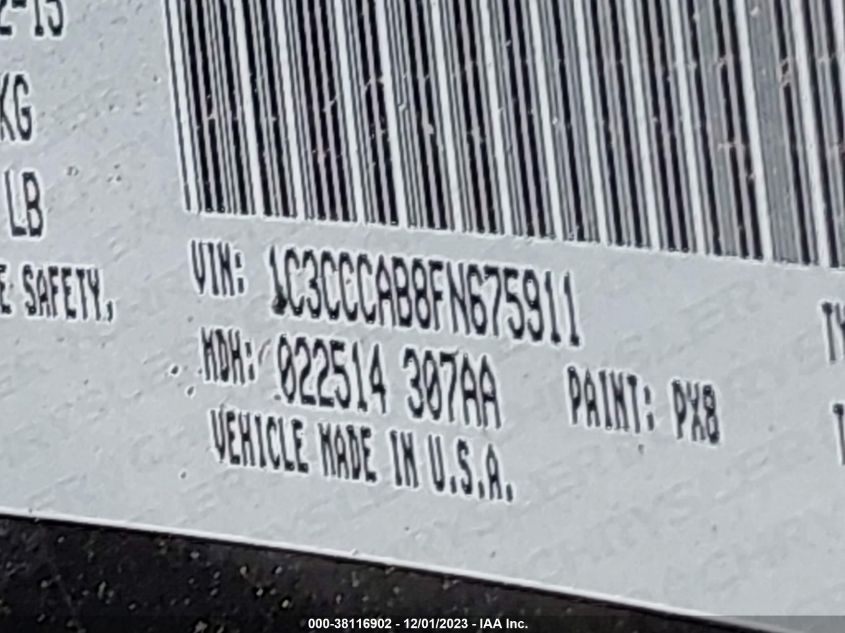 2-15
KG
LB
E SAFETY,
VIN: 1C3CCCAB8FN675911
MDH: 022514 307AA
PAINT: PX8
VEHICLE MADE IN U.S.A.
000-38116902 - 12/01/2023 - IAA Inc.